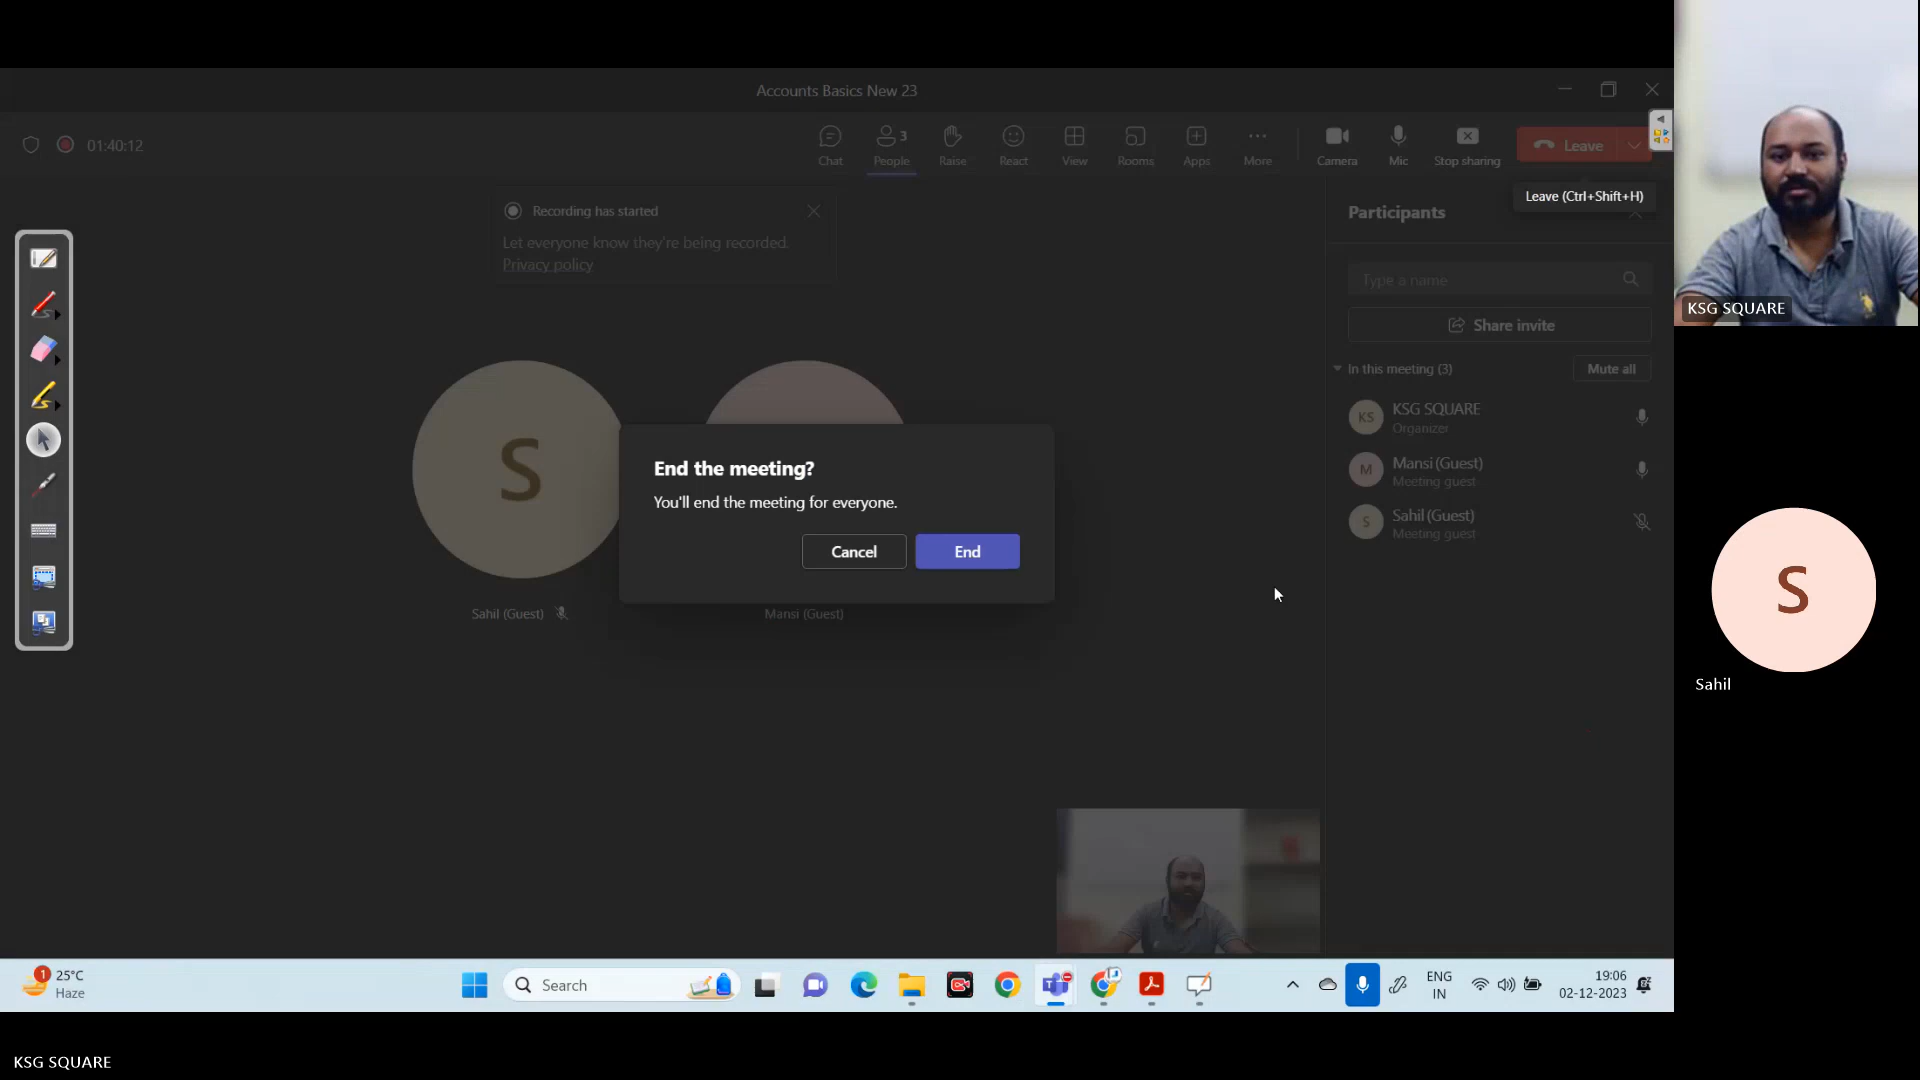 Accounts Basics New 23
01:40:12
Chat
People
3
Raise
React
View
Rooms
Apps
More
Camera
Mic
Stop sharing
Leave
Leave (Ctrl+Shift+H)
Recording has started
Let everyone know they're being recorded.
Privacy policy
Participants
Type a name
Share invite
In this meeting (3)
Mute all
KS
KSG SQUARE
Organizer
M
Mansi (Guest)
Meeting guest
S
Sahil (Guest)
Meeting guest
S
Sahil (Guest)
Mansi (Guest)
End the meeting?
You'll end the meeting for everyone.
Cancel
End
KSG SQUARE
S
Sahil
1
25°C
Haze
Search
ENG
IN
19:06
02-12-2023
KSG SQUARE